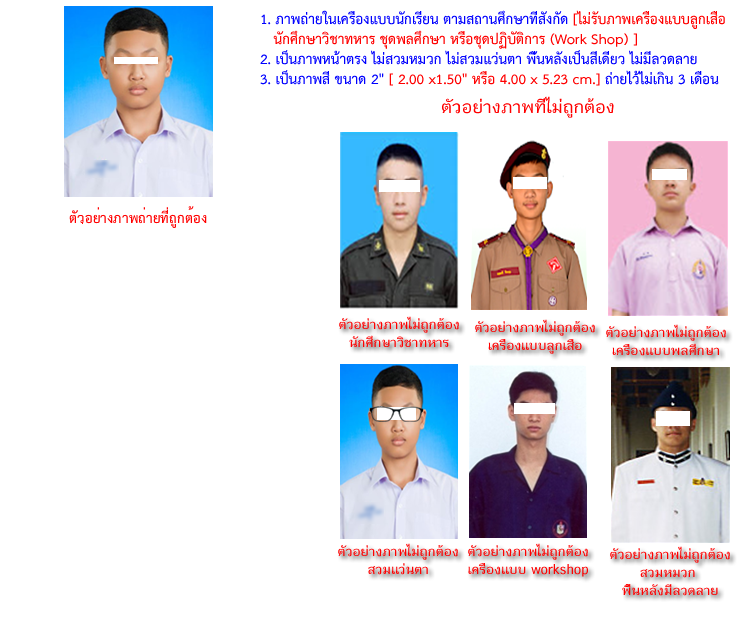 1. ภาพถ่ายในเครื่องแบบนักเรียน ตามสถานศึกษาที่สังกัด [ไม่รับภาพเครื่องแบบลูกเสือ
นักศึกษาวิชาทหาร ชุดพลศึกษา หรือชุดปฏิบัติการ (Work Shop) ]
2. เป็นภาพหน้าตรง ไม่สวมหมวก ไม่สวมแว่นตา พื้นหลังเป็นสีเดียว ไม่มีลวดลาย
3. เป็นภาพสี ขนาด 2" [ 2.00 x1.50" หรือ 4.00 x 5.23 cm.] ถ่ายไว้ไม่เกิน 3 เดือน
ตัวอย่างภาพที่ไม่ถูกต้อง
ตัวอย่างภาพถ่ายที่ถูกต้อง
ตัวอย่างภาพไม่ถูกต้อง
นักศึกษาวิชาทหาร
ตัวอย่างภาพไม่ถูกต้อง
เครื่องแบบลูกเสือ
ตัวอย่างภาพไม่ถูกต้อง
เครื่องแบบพลศึกษา
ตัวอย่างภาพไม่ถูกต้อง
สวมแว่นตา
ตัวอย่างภาพไม่ถูกต้อง
เครื่องแบบ workshop
ตัวอย่างภาพไม่ถูกต้อง
สวมหมวก
พื้นหลังมีลวดลาย